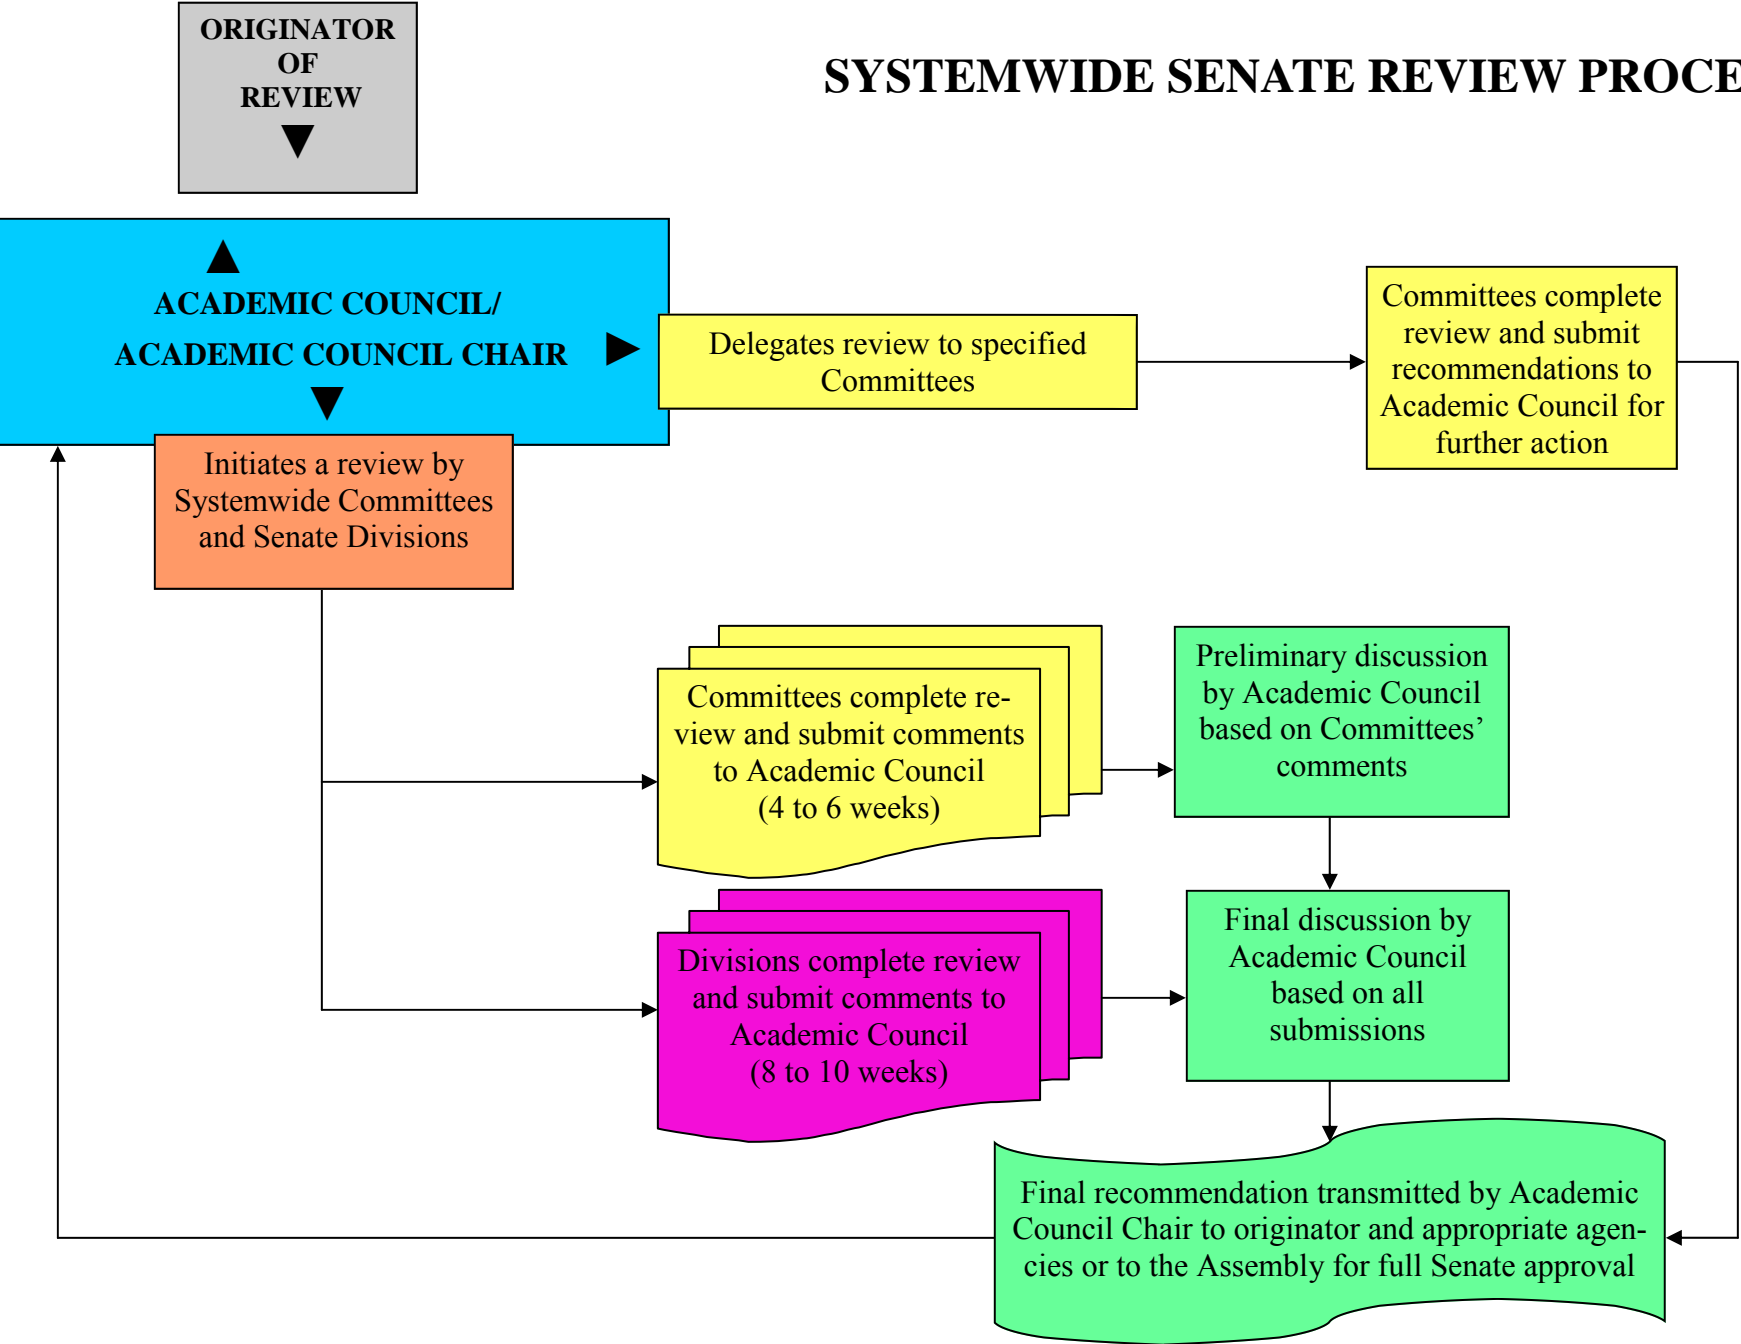 ORIGINATOR
OF
REVIEW
SYSTEMWIDE SENATE REVIEW PROCE
ACADEMIC COUNCIL/
ACADEMIC COUNCIL CHAIR
Delegates review to specified
Committees
Committees complete
review and submit
recommendations to
Academic Council for
further action
Initiates a review by
Systemwide Committees
and Senate Divisions
Committees complete re-
view and submit comments
to Academic Council
(4 to 6 weeks)
Preliminary discussion
by Academic Council
based on Committees’
comments
Divisions complete review
and submit comments to
Academic Council
(8 to 10 weeks)
Final discussion by
Academic Council
based on all
submissions
Final recommendation transmitted by Academic
Council Chair to originator and appropriate agen-
cies or to the Assembly for full Senate approval